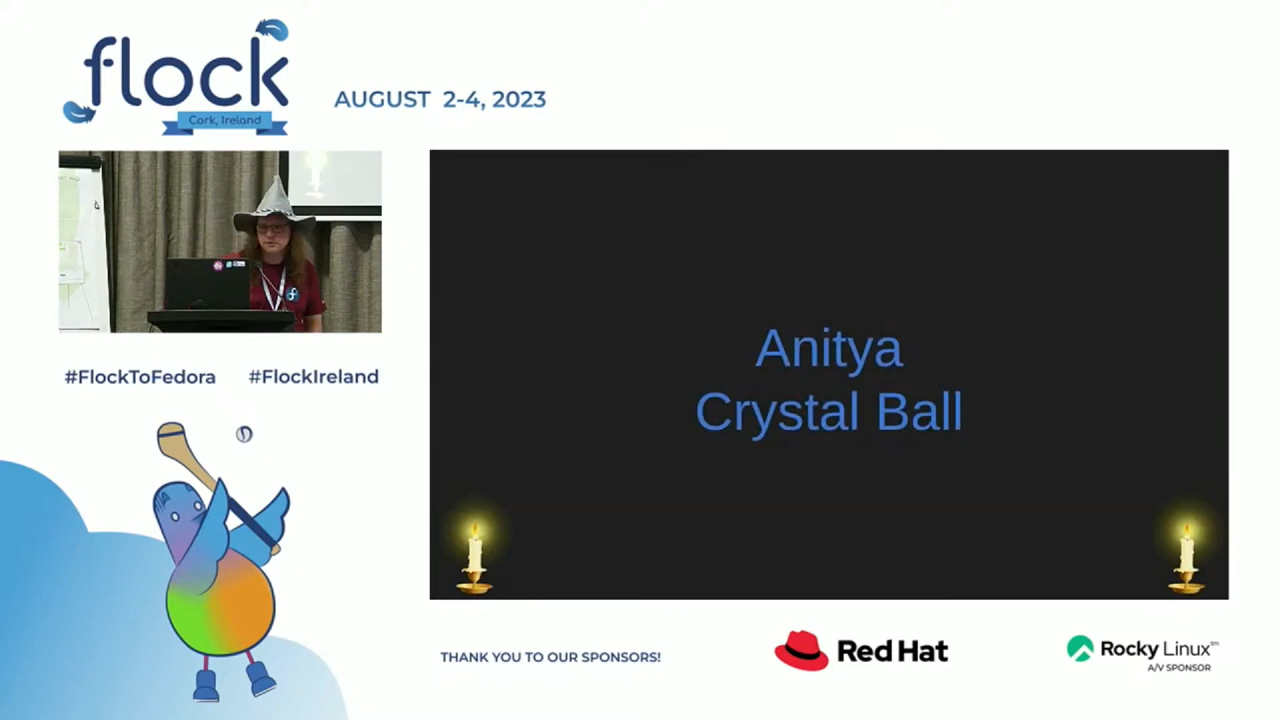 flock
Cork, Ireland
AUGUST 2-4, 2023
#FlockToFedora #FlockIreland
Anitya
Crystal Ball
THANK YOU TO OUR SPONSORS!
Red Hat
Rocky Linux™
A/V SPONSOR